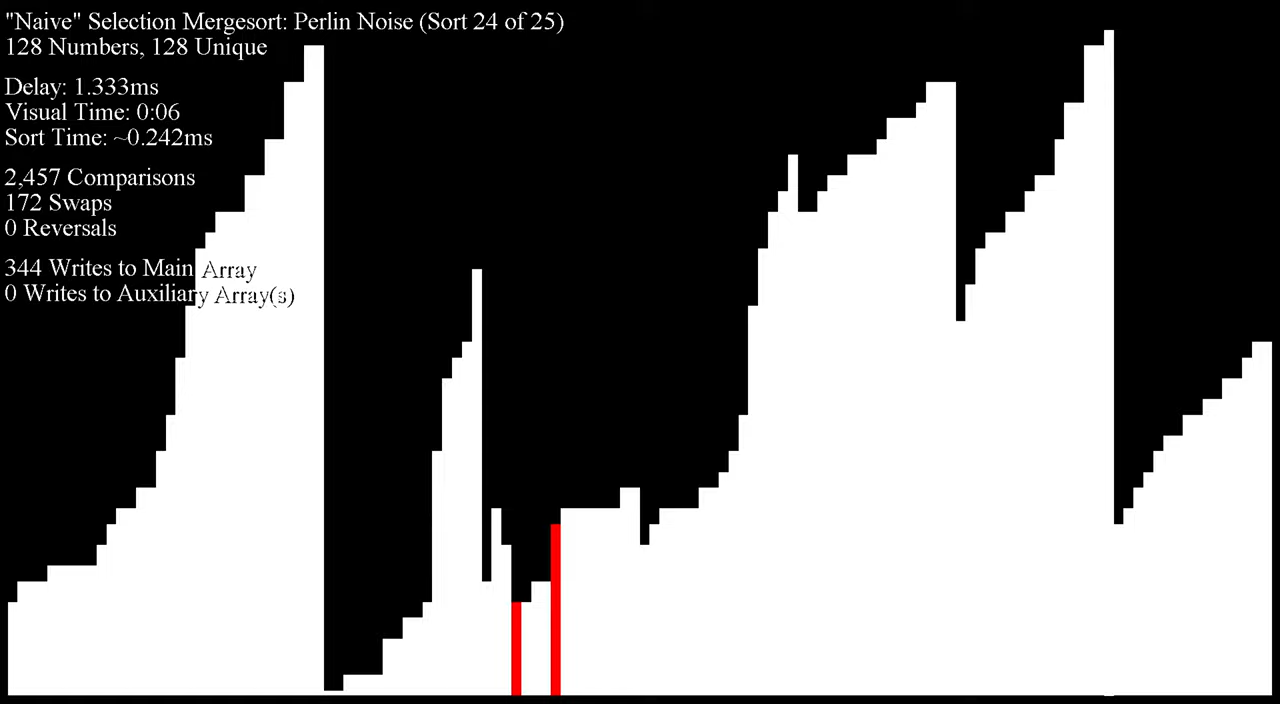 "Naive" Selection Mergesort: Perlin Noise (Sort 24 of 25)
128 Numbers, 128 Unique
Delay: 1.333ms
Visual Time: 0:06
Sort Time: ~0.242ms
2,457 Comparisons
172 Swaps
0 Reversals
344 Writes to Main Array
0 Writes to Auxiliary Array(s)